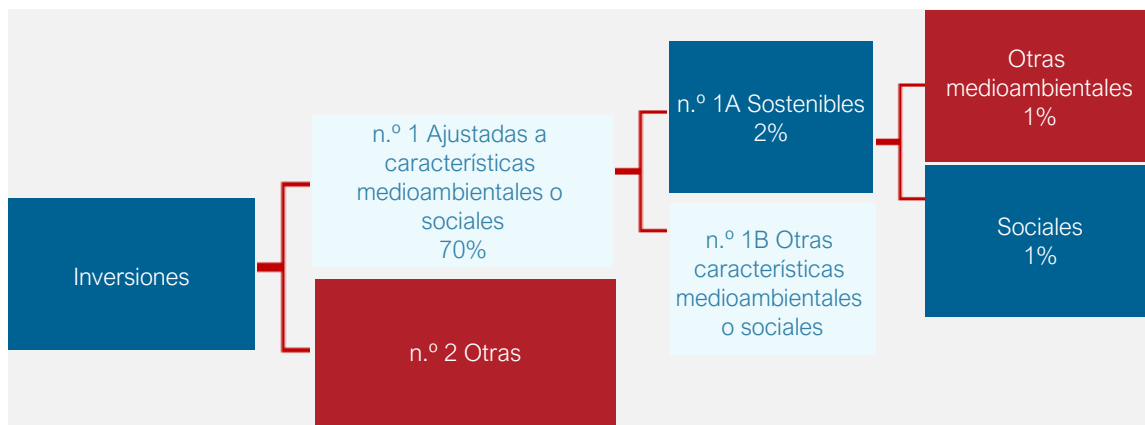 Inversiones
n.º 1 Ajustadas a
características
medioambientales o
sociales
70%
n.º 2 Otras
n.º 1A Sostenibles
2%
n.º 1B Otras
características
medioambientales
o sociales
Otras
medioambientales
1%
Sociales
1%